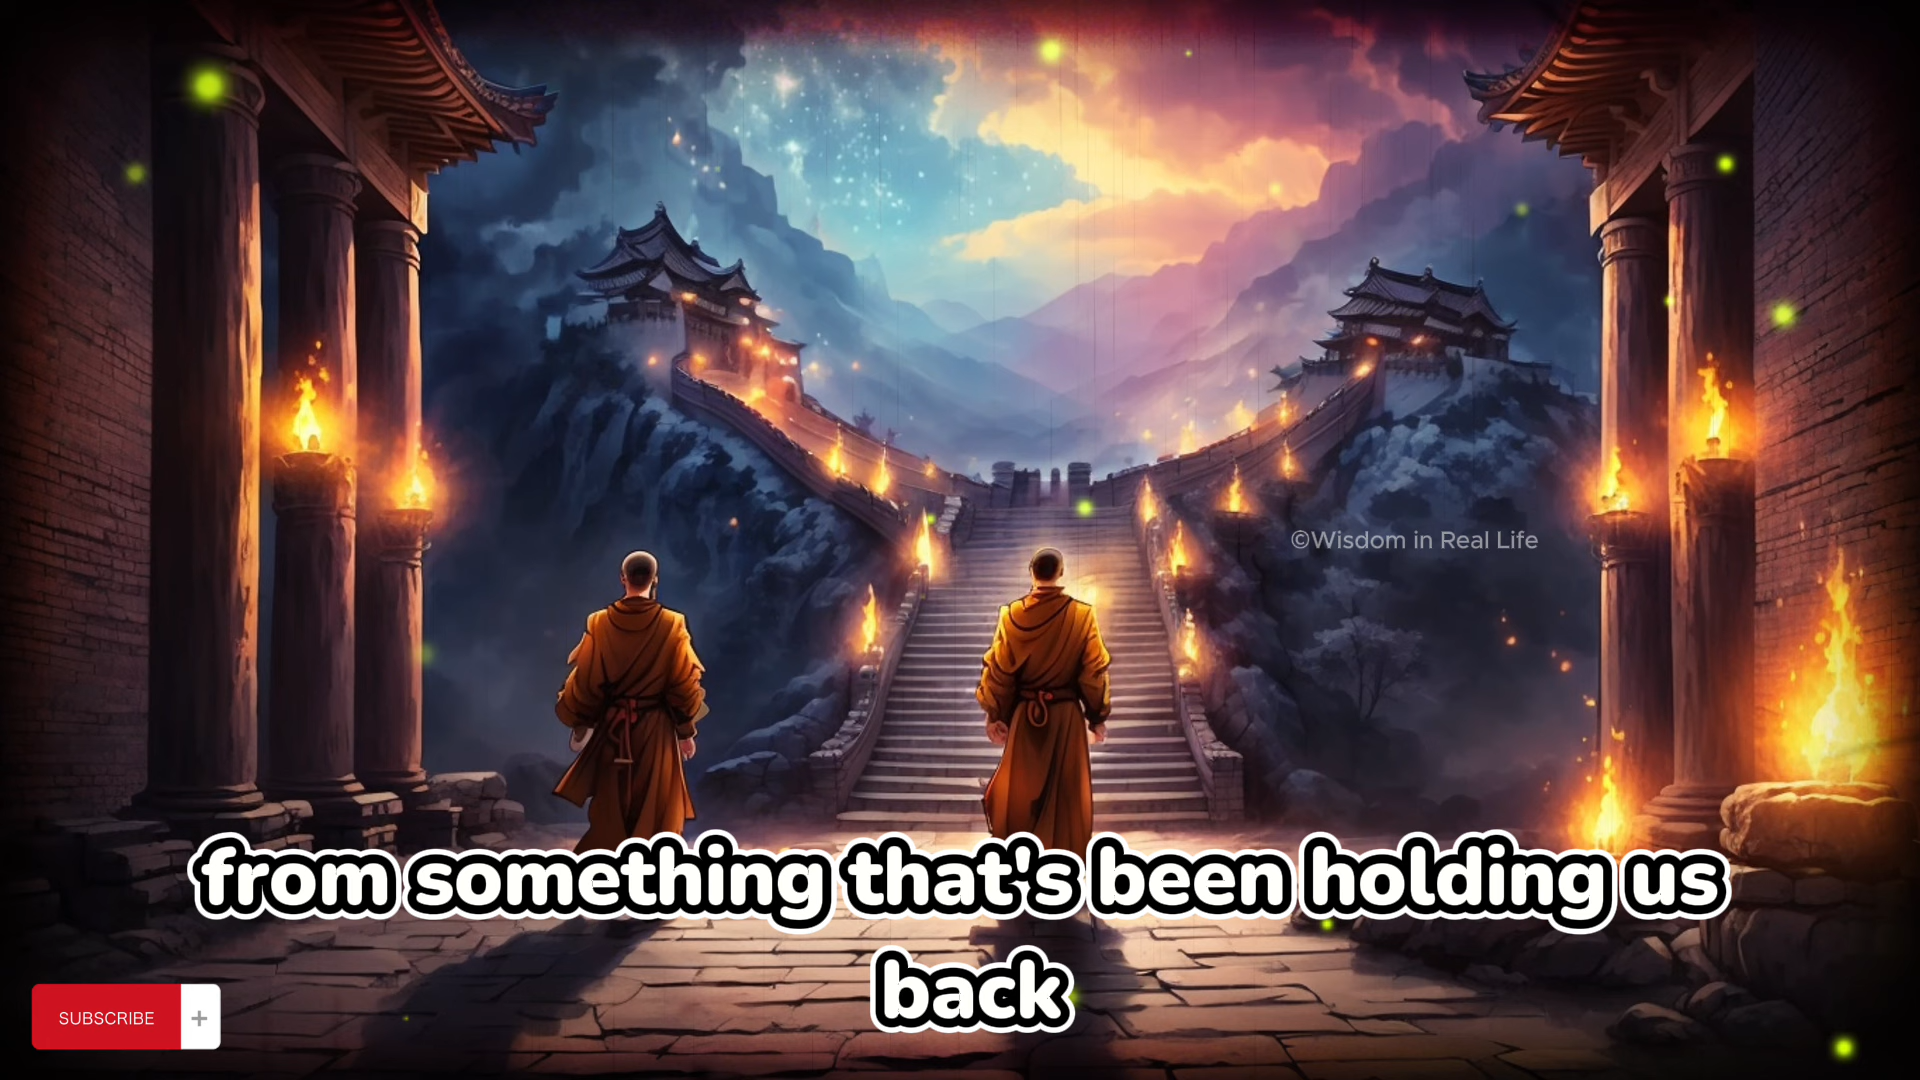 ©Wisdom in Real Life
from something that's been holding us
back
SUBSCRIBE +